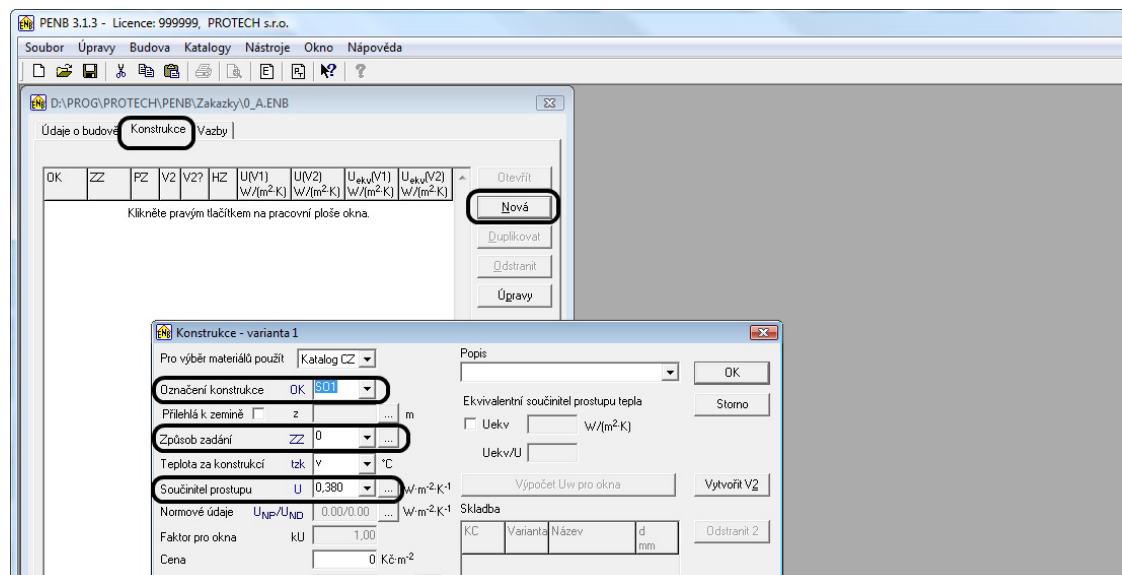 PENB 3.1.3 - Licence: 999999, PROTECH s.r.o.
Soubor Úpravy Budova Katalogy Nástroje Okno Nápověda
D:\PROG\PROTECH\PENB\Zakazky\0_A.ENB
Údaje o budově Konstrukce Vazby
OK ZZ PZ V2 V2? HZ U(V1) W/(m²·K) U(V2) W/(m²·K) Uekv(V1) W/(m²·K) Uekv(V2) W/(m²·K)
Klikněte pravým tlačítkem na pracovní ploše okna.
Otevřít
Nová
Duplikovat
Odstranit
Úpravy
Konstrukce - varianta 1
Pro výběr materiálů použít Katalog CZ
Označení konstrukce OK SO1
Přilehlá k zemině z ... m
Způsob zadání ZZ 0 ...
Teplota za konstrukcí tzk v °C
Součinitel prostupu U 0,380 ... W·m-2·K-1
Normové údaje UNP/UND 0.00/0.00 ... W·m-2·K-1
Faktor pro okna kU 1,00
Cena 0 Kč·m-2
Popis
Ekvivalentní součinitel prostupu tepla
Uekv W/(m²·K)
Uekv/U
Výpočet Uw pro okna
Skladba
KC Varianta Název d mm
OK
Storno
Vytvořit V2
Odstranit 2